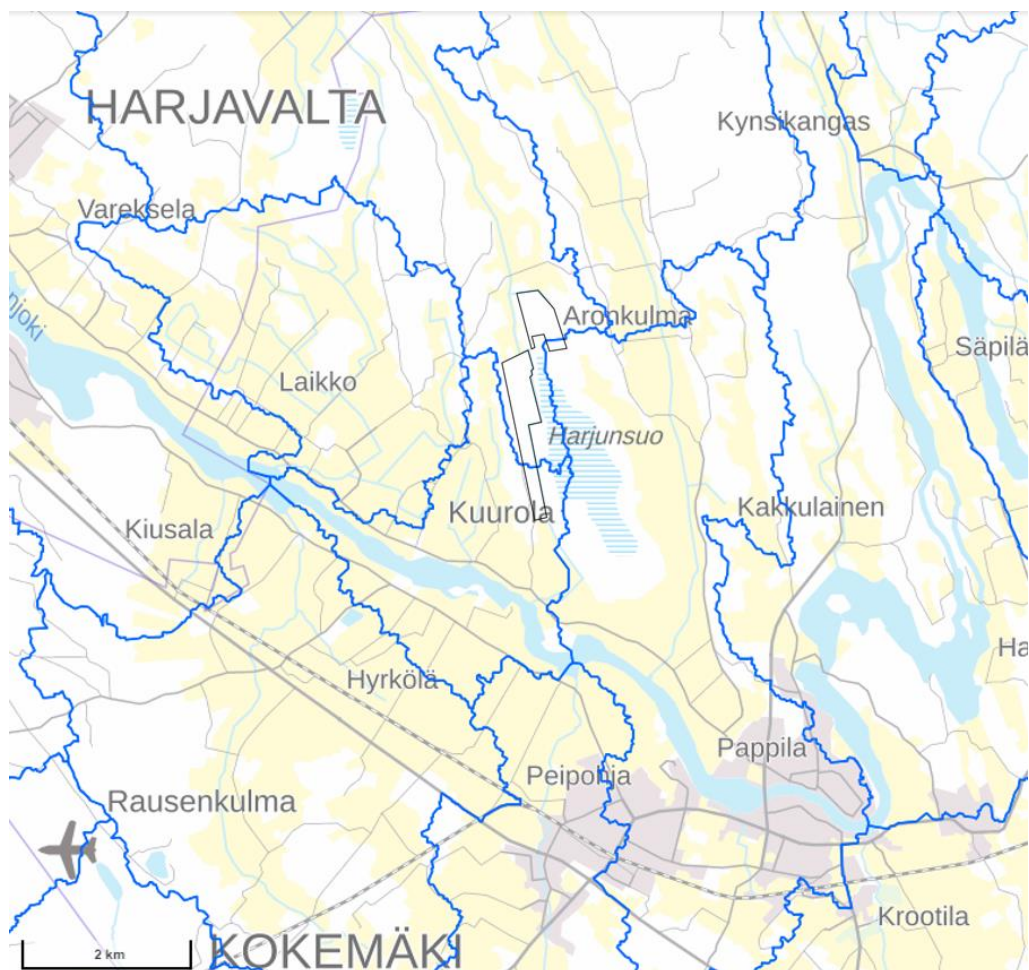 HARJAVALTA
Kynsikangas
Vareksela
njoki
Aronkulma
Säpilä
Laikko
Harjunsuo
Kuurola
Kakkulainen
Kiusala
Ha
Hyrkölä
Pappila
Peipohja
Rausenkulma
Krootila
2 km
KOKEMÄKI